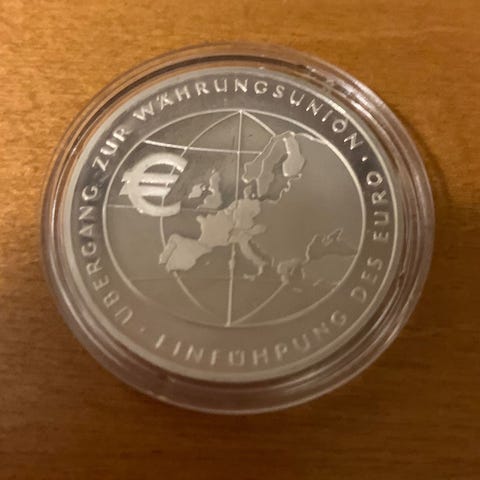 ÜBERGANG ZUR WÄHRUNGSUNION · EINFÜHRUNG DES EURO ·
€